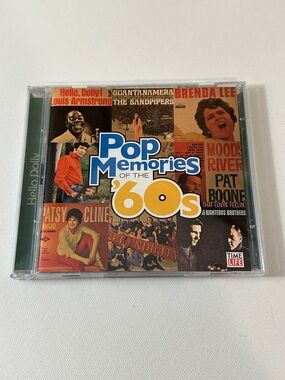 Hello, Dolly!
Louis Armstrong
GUANTANAMERA
THE SANDPIPERS
BRENDA LEE
Pop
Memories
OF THE
'60s
MOON
RIVER
PAT
BOONE
PATSY CLINE
THAT LOVIN' FEELIN'
RIGHTEOUS BROTHERS
TIME
LIFE
Hello Dolly